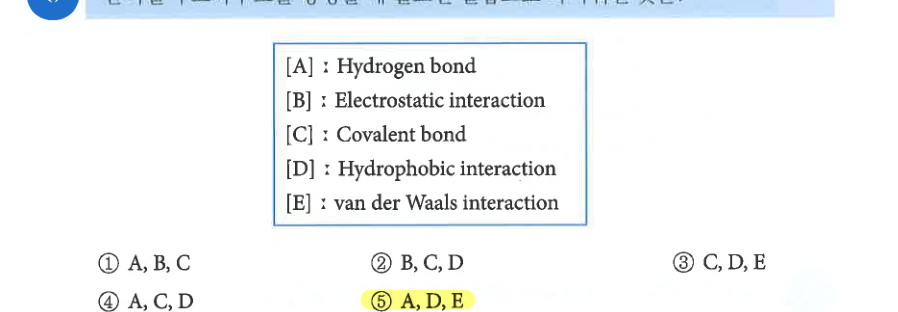 [A] : Hydrogen bond
[B] : Electrostatic interaction
[C] : Covalent bond
[D] : Hydrophobic interaction
[E] : van der Waals interaction
① A, B, C ② B, C, D ③ C, D, E
④ A, C, D ⑤ A, D, E